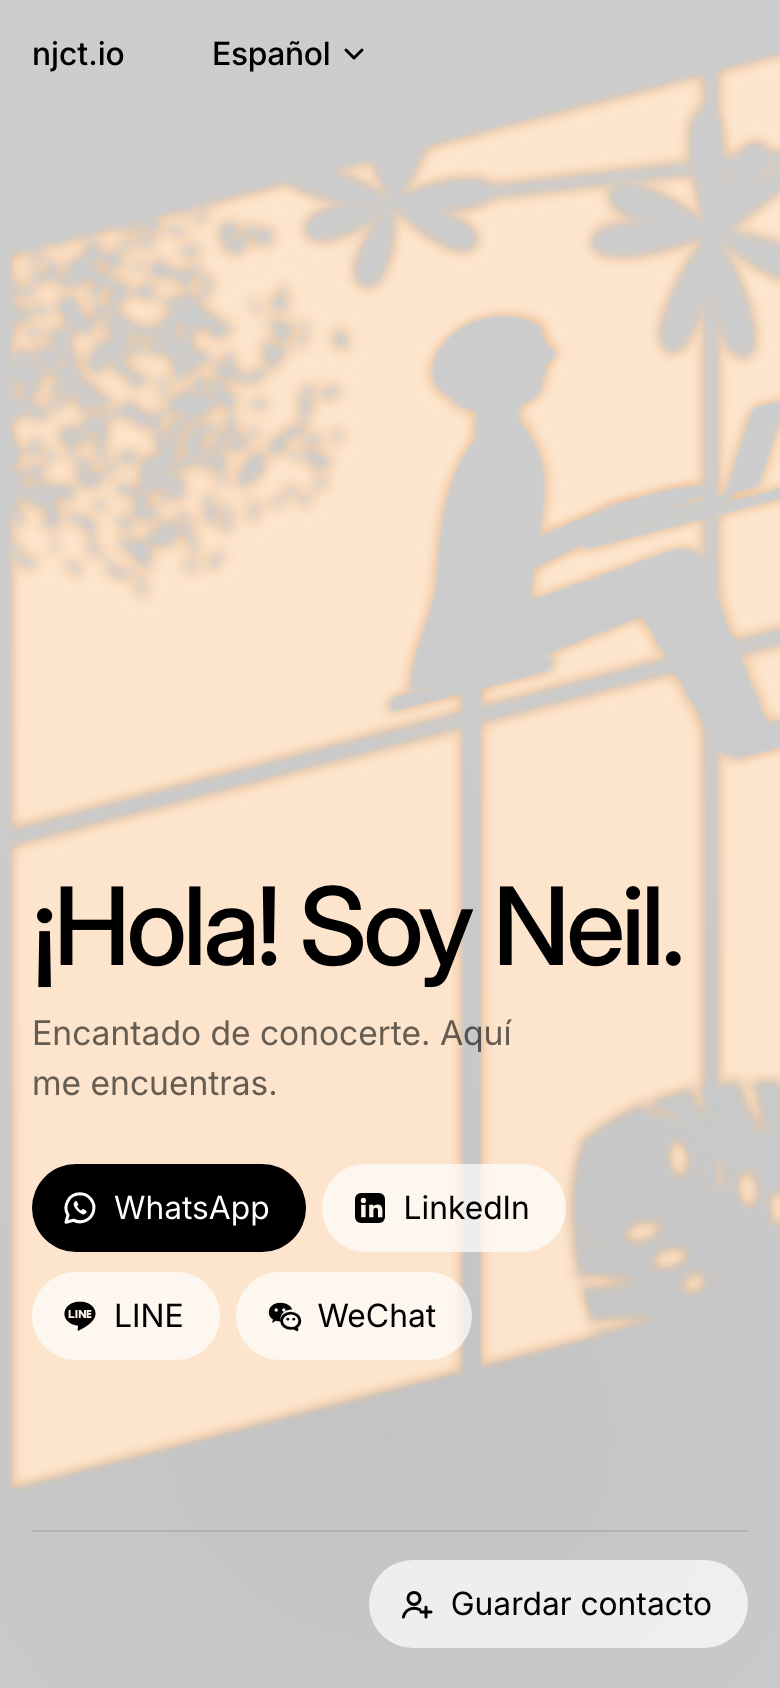 njct.io
Español
¡Hola! Soy Neil.
Encantado de conocerte. Aquí
me encuentras.
WhatsApp
LinkedIn
LINE
WeChat
Guardar contacto